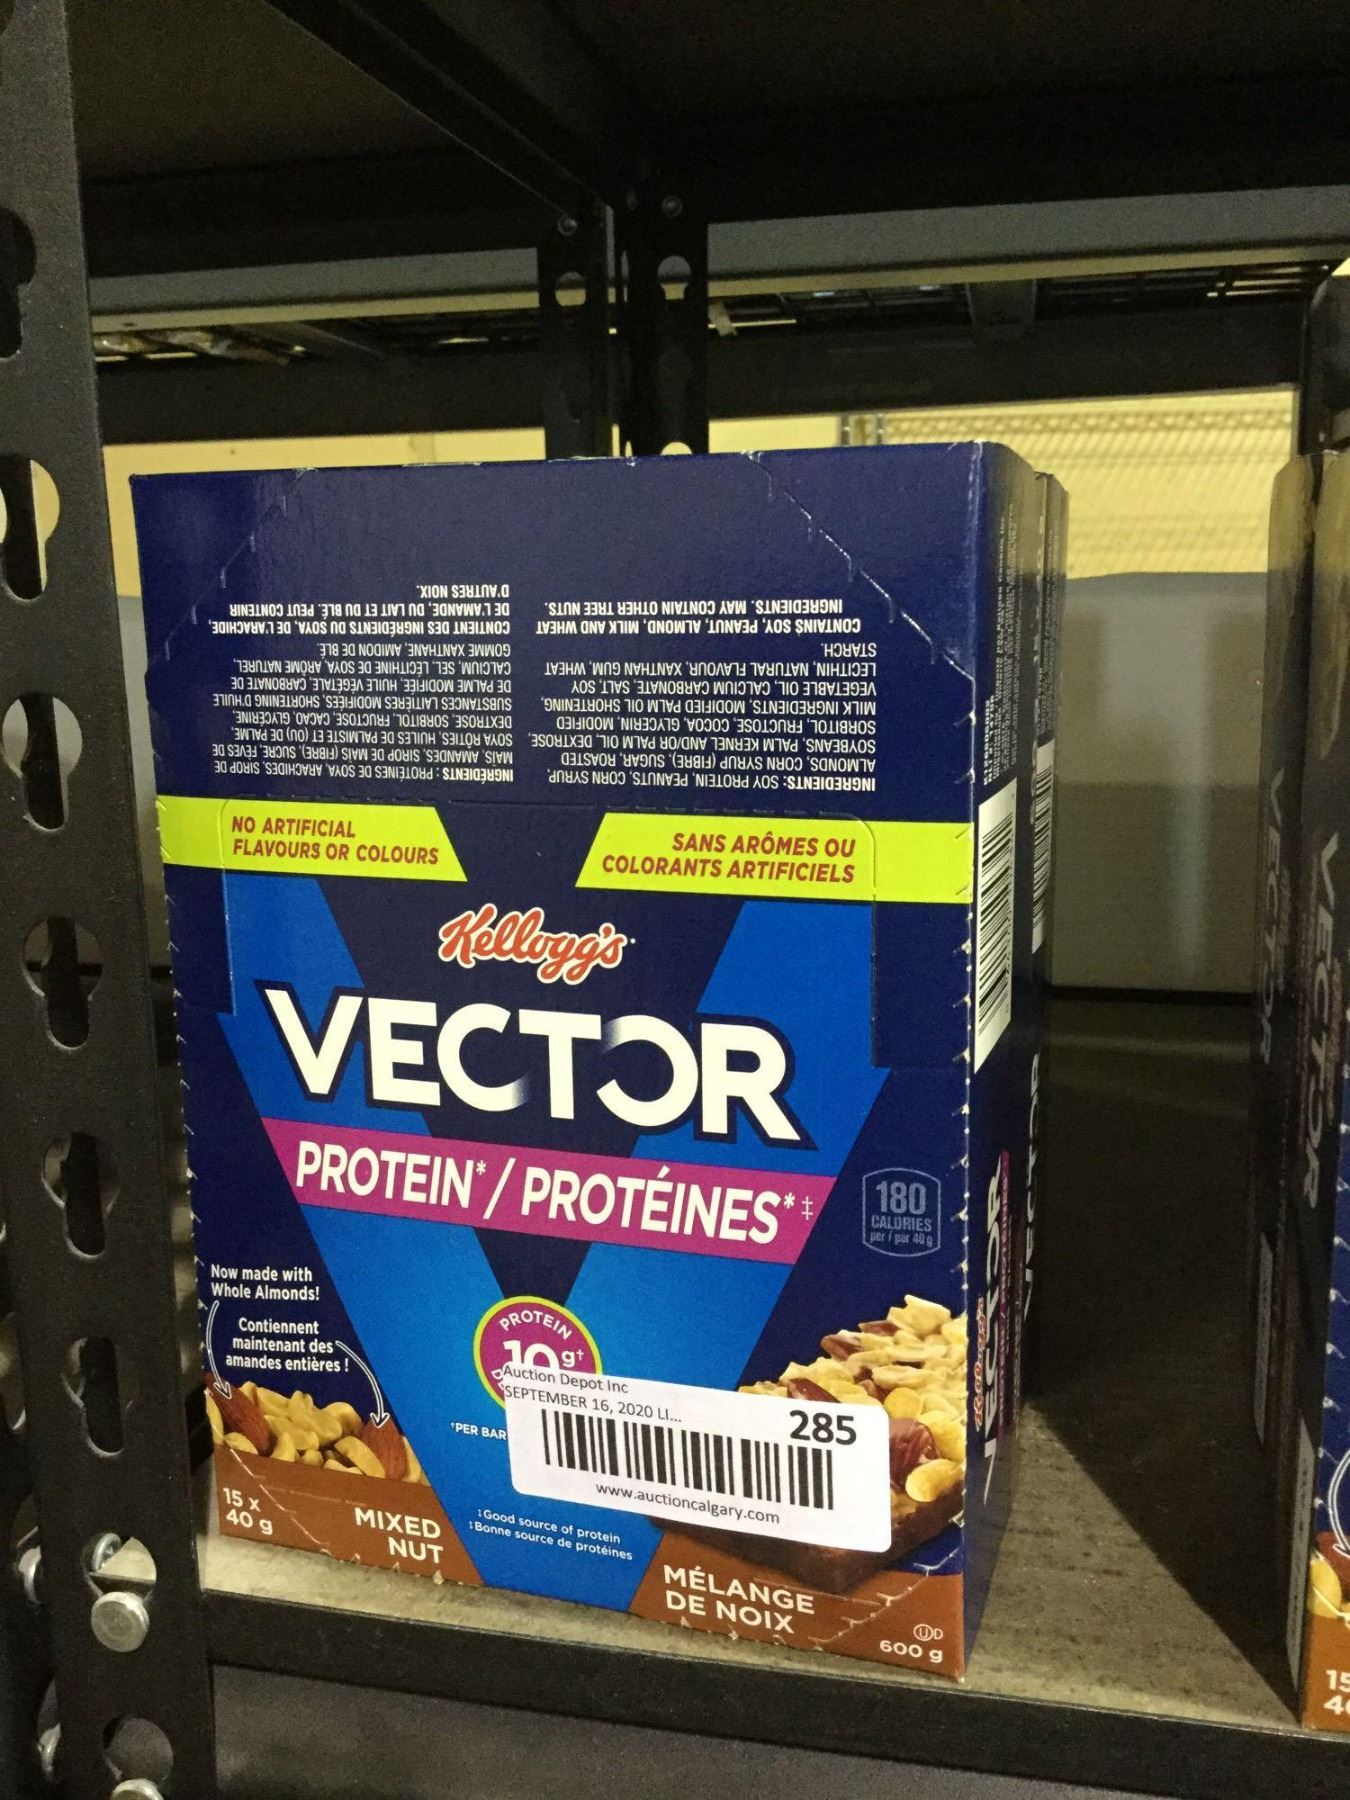 INGREDIENTS: SOY PROTEIN, PEANUTS, CORN SYRUP,
ALMONDS, CORN SYRUP (FIBRE), SUGAR, ROASTED
SOYBEANS, PALM KERNEL AND/OR PALM OIL, DEXTROSE,
SORBITOL, FRUCTOSE, COCOA, GLYCERIN, MODIFIED
MILK INGREDIENTS, MODIFIED PALM OIL SHORTENING,
VEGETABLE OIL, CALCIUM CARBONATE, SALT, SOY
LECITHIN, NATURAL FLAVOUR, XANTHAN GUM, WHEAT
STARCH.
CONTAINS SOY, PEANUT, ALMOND, MILK AND WHEAT
INGREDIENTS. MAY CONTAIN OTHER TREE NUTS.
INGRÉDIENTS : PROTÉINES DE SOYA, ARACHIDES, SIROP DE
MAÏS, AMANDES, SIROP DE MAÏS (FIBRE), SUCRE, FÈVES DE
SOYA RÔTIES, HUILES DE PALMISTE ET (OU) DE PALME,
DEXTROSE, SORBITOL, FRUCTOSE, CACAO, GLYCÉRINE,
SUBSTANCES LAITIÈRES MODIFIÉES, SHORTENING D'HUILE
DE PALME MODIFIÉE, HUILE VÉGÉTALE, CARBONATE DE
CALCIUM, SEL, LÉCITHINE DE SOYA, ARÔME NATUREL,
GOMME XANTHANE, AMIDON DE BLÉ.
CONTIENT DES INGRÉDIENTS DU SOYA, DE L'ARACHIDE,
DE L'AMANDE, DU LAIT ET DU BLÉ. PEUT CONTENIR
D'AUTRES NOIX.
NO ARTIFICIAL
FLAVOURS OR COLOURS
SANS ARÔMES OU
COLORANTS ARTIFICIELS
Kellogg's
VECTOR
PROTEIN* / PROTÉINES*‡
180
CALORIES
per / par 40 g
Now made with
Whole Almonds!
Contiennent
maintenant des
amandes entières !
PROTEIN
10 g†
†PER BAR
Auction Depot Inc
SEPTEMBER 16, 2020 LI...
285
www.auctioncalgary.com
‡Good source of protein
‡Bonne source de protéines
15 x
40 g
MIXED
NUT
MÉLANGE
DE NOIX
UD
600 g
Kellogg's
VECTOR
VECTOR
VECTOR
VECTOR
15
4